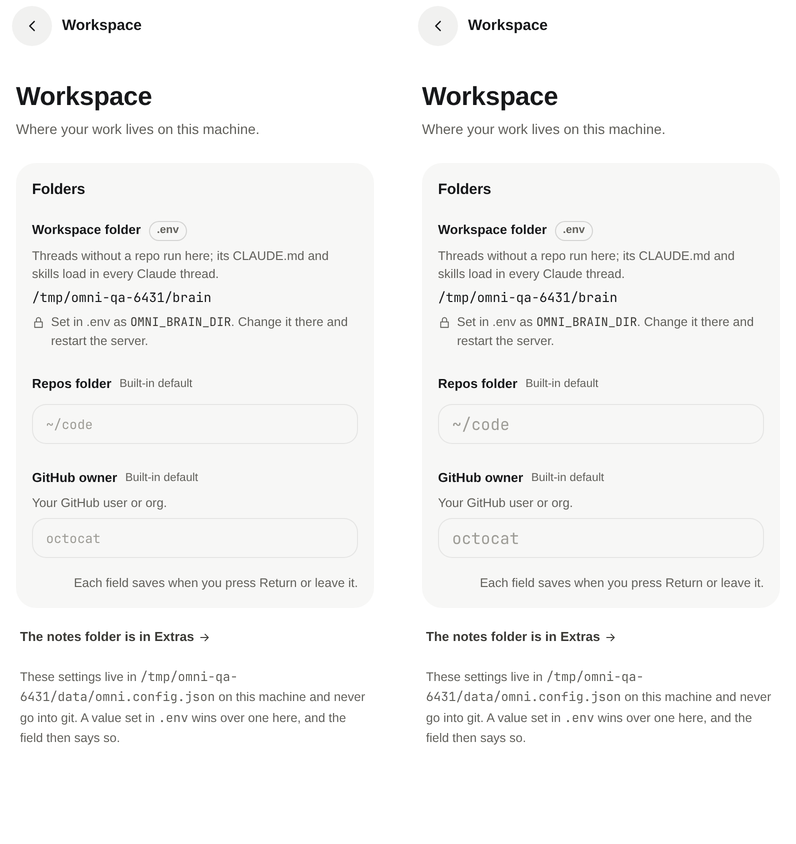 Workspace
Workspace
Where your work lives on this machine.
Folders
Workspace folder .env
Threads without a repo run here; its CLAUDE.md and
skills load in every Claude thread.
/tmp/omni-qa-6431/brain
Set in .env as OMNI_BRAIN_DIR. Change it there and
restart the server.
Repos folder Built-in default
~/code
GitHub owner Built-in default
Your GitHub user or org.
octocat
Each field saves when you press Return or leave it.
The notes folder is in Extras →
These settings live in /tmp/omni-qa-
6431/data/omni.config.json on this machine and never
go into git. A value set in .env wins over one here, and the
field then says so.
Workspace
Workspace
Where your work lives on this machine.
Folders
Workspace folder .env
Threads without a repo run here; its CLAUDE.md and
skills load in every Claude thread.
/tmp/omni-qa-6431/brain
Set in .env as OMNI_BRAIN_DIR. Change it there and
restart the server.
Repos folder Built-in default
~/code
GitHub owner Built-in default
Your GitHub user or org.
octocat
Each field saves when you press Return or leave it.
The notes folder is in Extras →
These settings live in /tmp/omni-qa-
6431/data/omni.config.json on this machine and never
go into git. A value set in .env wins over one here, and the
field then says so.